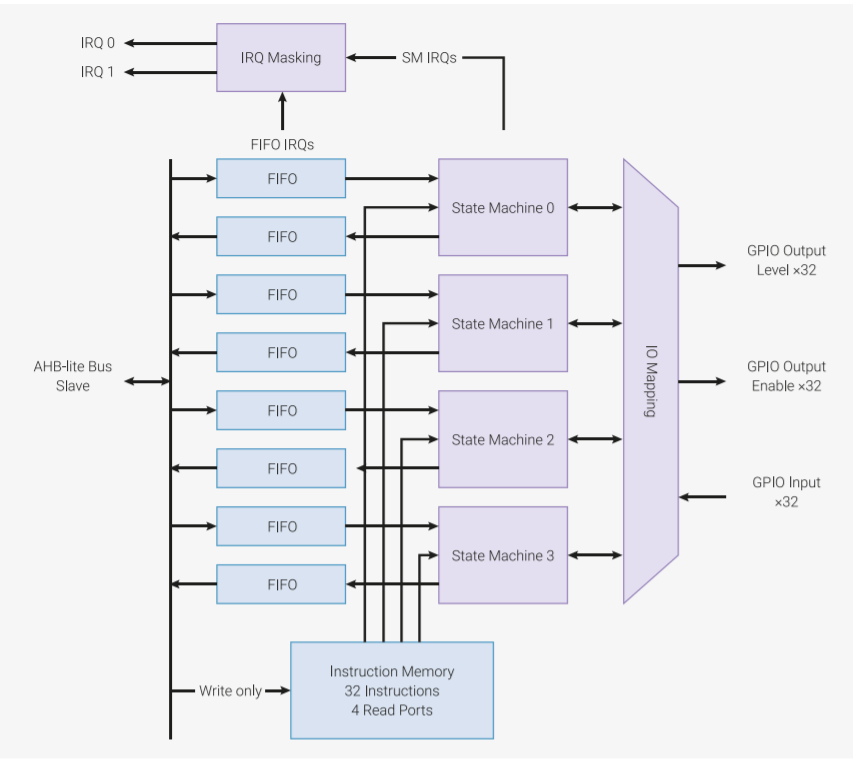 IRQ 0
IRQ 1
IRQ Masking
SM IRQs
FIFO IRQs
FIFO
State Machine 0
FIFO
FIFO
State Machine 1
FIFO
FIFO
State Machine 2
FIFO
FIFO
State Machine 3
FIFO
AHB-lite Bus
Slave
IO Mapping
GPIO Output
Level ×32
GPIO Output
Enable ×32
GPIO Input
×32
Write only
Instruction Memory
32 Instructions
4 Read Ports